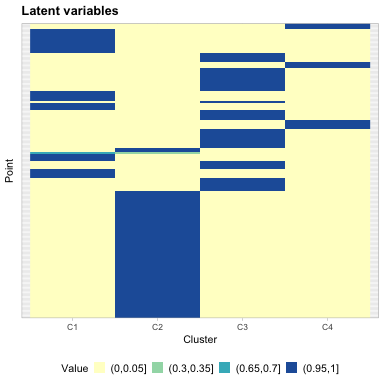 Latent variables
Point
C1 C2 C3 C4
Cluster
Value (0,0.05] (0.3,0.35] (0.65,0.7] (0.95,1]